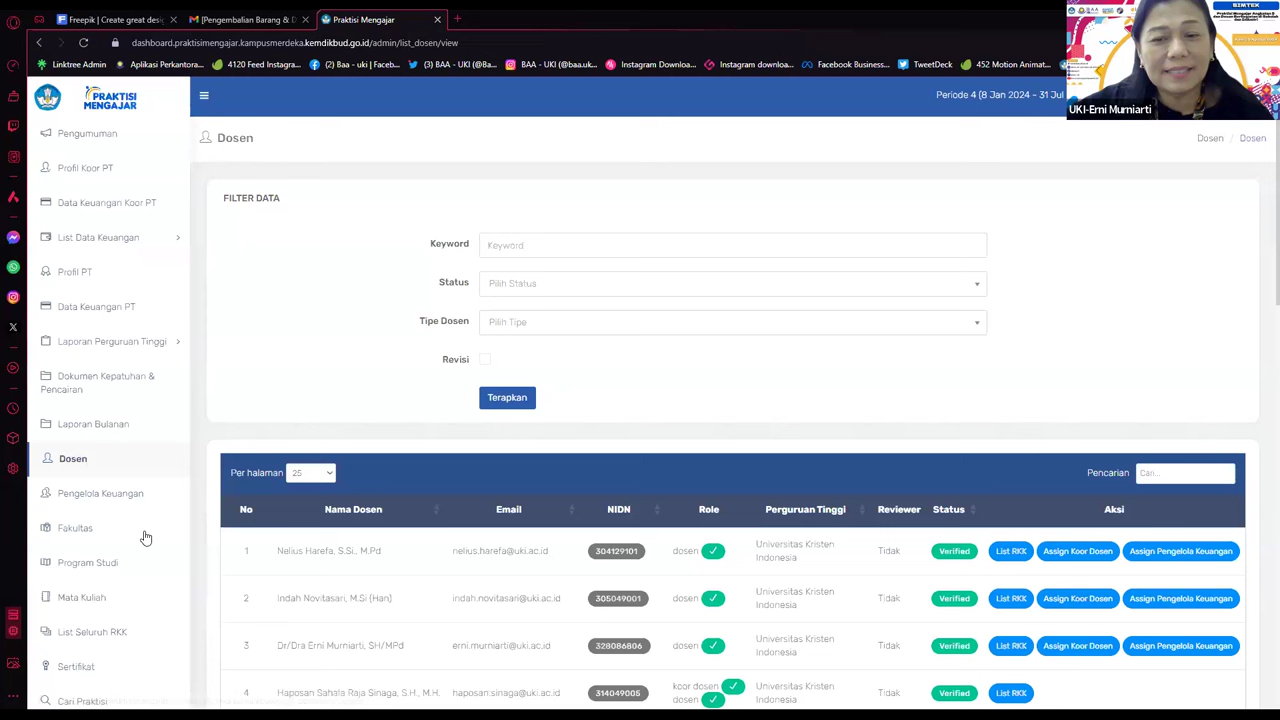 Freepik | Create great desig
[Pengembalian Barang & D
Praktisi Mengajar
dashboard.praktisimengajar.kampusmerdeka.kemdikbud.go.id/admin_pt/dosen/view
Linktree Admin
Aplikasi Perkantora...
4120 Feed Instagra...
(2) Baa - uki | Faceb...
(3) BAA - UKI (@Ba...
BAA - UKI (@baa.uk...
Instagram Downloa...
Instagram downloa...
Facebook Business...
TweetDeck
452 Motion Animat...
BIMTEK
UKI-Erni Murniarti
PRAKTISI
MENGAJAR
Periode 4 (8 Jan 2024 - 31 Jul
Pengumuman
Profil Koor PT
Data Keuangan Koor PT
List Data Keuangan
Profil PT
Data Keuangan PT
Laporan Perguruan Tinggi
Dokumen Kepatuhan &
Pencairan
Laporan Bulanan
Dosen
Pengelola Keuangan
Fakultas
Program Studi
Mata Kuliah
List Seluruh RKK
Sertifikat
Cari Praktisi
Dosen
Dosen / Dosen
FILTER DATA
Keyword
Keyword
Status
Pilih Status
Tipe Dosen
Pilih Tipe
Revisi
Terapkan
Per halaman 25
Pencarian Cari...
No Nama Dosen Email NIDN Role Perguruan Tinggi Reviewer Status Aksi
1 Nelius Harefa, S.Si., M.Pd nelius.harefa@uki.ac.id 304129101 dosen ✓ Universitas Kristen Tidak Verified List RKK Assign Koor Dosen Assign Pengelola Keuangan
Indonesia
2 Indah Novitasari, M.Si (Han) indah.novitasari@uki.ac.id 305049001 dosen ✓ Universitas Kristen Tidak Verified List RKK Assign Koor Dosen Assign Pengelola Keuangan
Indonesia
3 Dr/Dra Erni Murniarti, SH/MPd erni.murniarti@uki.ac.id 328086806 dosen ✓ Universitas Kristen Tidak Verified List RKK Assign Koor Dosen Assign Pengelola Keuangan
Indonesia
4 Haposan Sahala Raja Sinaga, S.H., M.H. haposan.sinaga@uki.ac.id 314049005 koor dosen ✓ Universitas Kristen Tidak Verified List RKK
dosen ✓ Indonesia